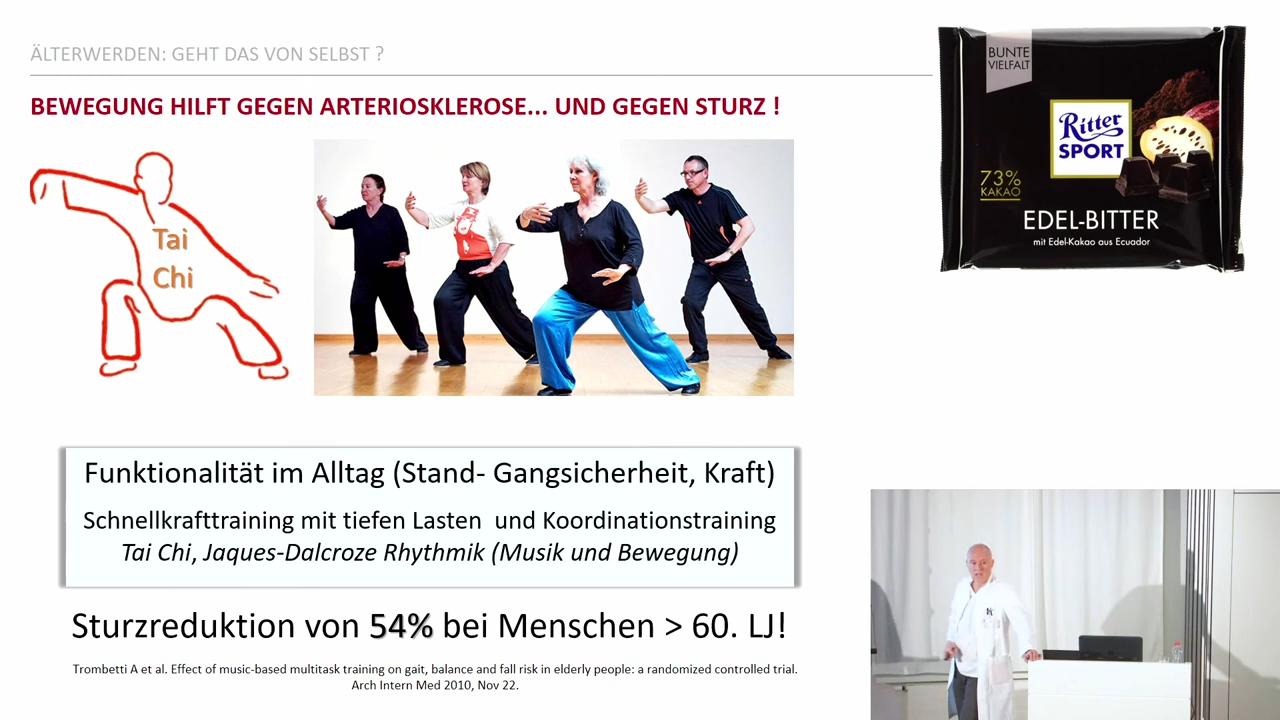 ÄLTERWERDEN: GEHT DAS VON SELBST ?
BEWEGUNG HILFT GEGEN ARTERIOSKLEROSE... UND GEGEN STURZ !
Tai
Chi
BUNTE
VIELFALT
Ritter
SPORT
73%
KAKAO
EDEL-BITTER
mit Edel-Kakao aus Ecuador
Funktionalität im Alltag (Stand- Gangsicherheit, Kraft)
Schnellkrafttraining mit tiefen Lasten und Koordinationstraining
Tai Chi, Jaques-Dalcroze Rhythmik (Musik und Bewegung)
Sturzreduktion von 54% bei Menschen > 60. LJ!
Trombetti A et al. Effect of music-based multitask training on gait, balance and fall risk in elderly people: a randomized controlled trial.
Arch Intern Med 2010, Nov 22.